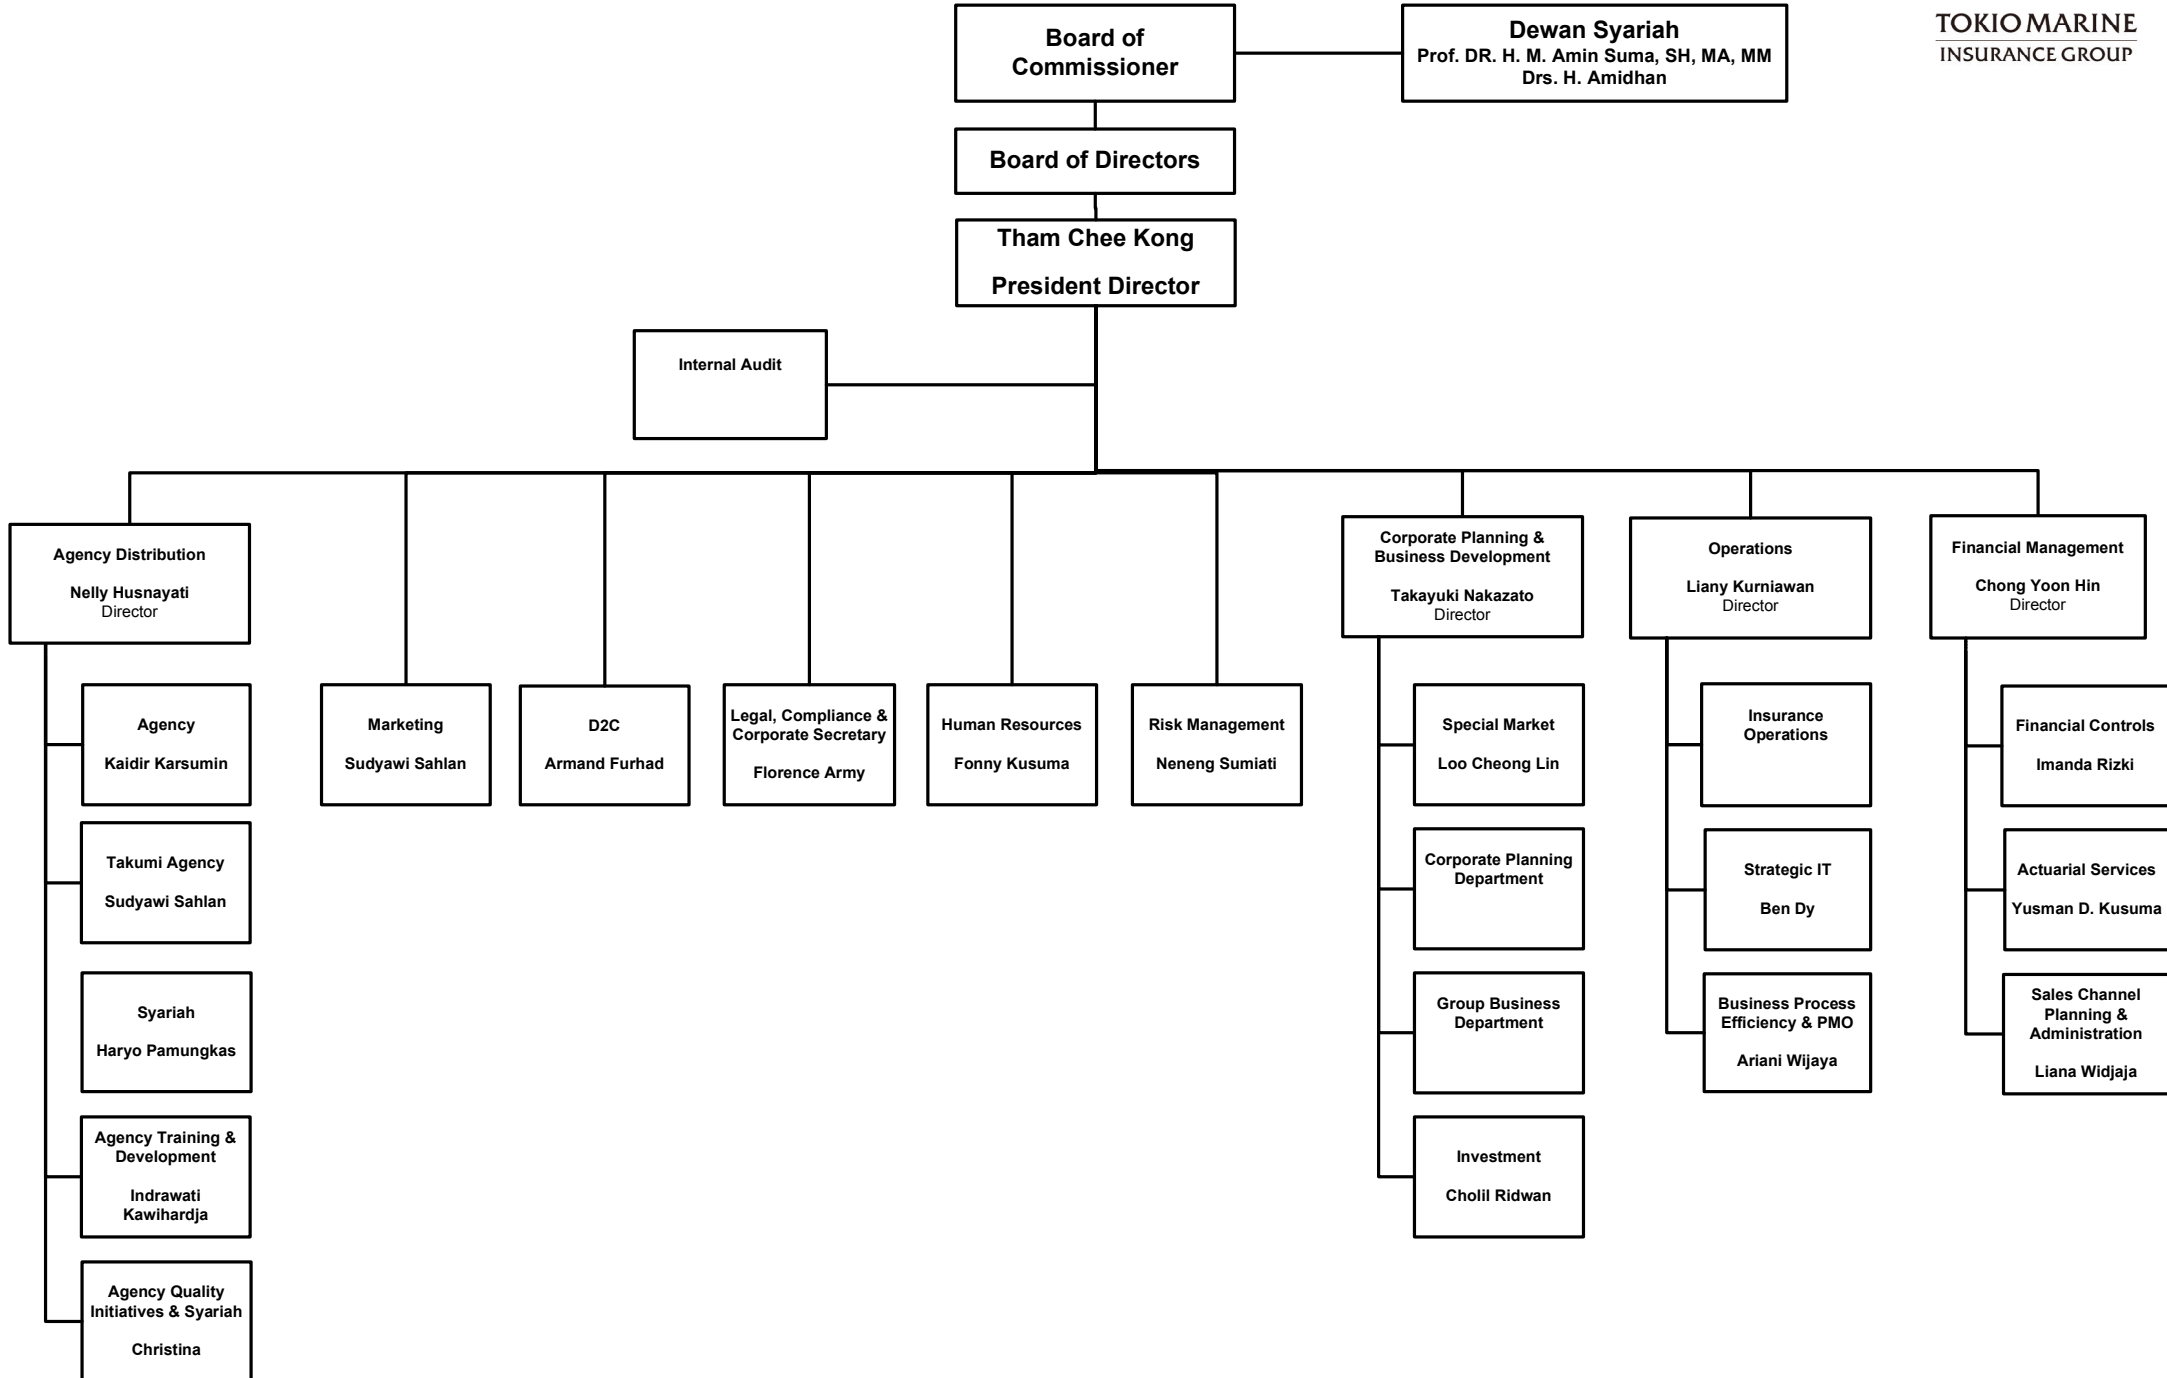 Board of
Commissioner
Dewan Syariah
Prof. DR. H. M. Amin Suma, SH, MA, MM
Drs. H. Amidhan
TOKIO MARINE
INSURANCE GROUP
Board of Directors
Tham Chee Kong
President Director
Internal Audit
Agency Distribution
Nelly Husnayati
Director
Corporate Planning &
Business Development
Takayuki Nakazato
Director
Operations
Liany Kurniawan
Director
Financial Management
Chong Yoon Hin
Director
Agency
Kaidir Karsumin
Marketing
Sudyawi Sahlan
D2C
Armand Furhad
Legal, Compliance &
Corporate Secretary
Florence Army
Human Resources
Fonny Kusuma
Risk Management
Neneng Sumiati
Special Market
Loo Cheong Lin
Insurance
Operations
Financial Controls
Imanda Rizki
Takumi Agency
Sudyawi Sahlan
Corporate Planning
Department
Strategic IT
Ben Dy
Actuarial Services
Yusman D. Kusuma
Syariah
Haryo Pamungkas
Group Business
Department
Business Process
Efficiency & PMO
Ariani Wijaya
Sales Channel
Planning &
Administration
Liana Widjaja
Agency Training &
Development
Indrawati
Kawihardja
Investment
Cholil Ridwan
Agency Quality
Initiatives & Syariah
Christina